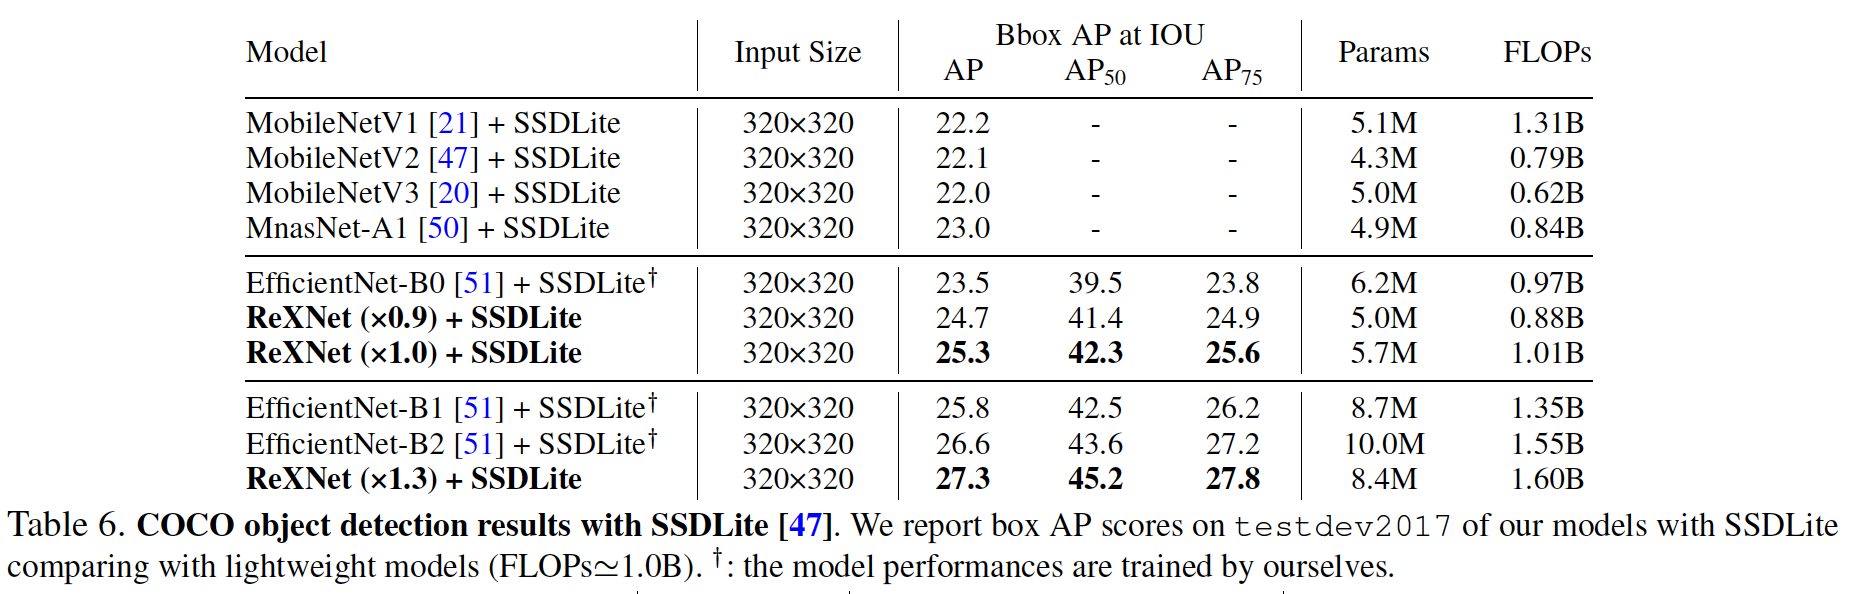 Model Input Size Bbox AP at IOU Params FLOPs
AP AP50 AP75
MobileNetV1 [21] + SSDLite 320×320 22.2 - - 5.1M 1.31B
MobileNetV2 [47] + SSDLite 320×320 22.1 - - 4.3M 0.79B
MobileNetV3 [20] + SSDLite 320×320 22.0 - - 5.0M 0.62B
MnasNet-A1 [50] + SSDLite 320×320 23.0 - - 4.9M 0.84B
EfficientNet-B0 [51] + SSDLite† 320×320 23.5 39.5 23.8 6.2M 0.97B
ReXNet (×0.9) + SSDLite 320×320 24.7 41.4 24.9 5.0M 0.88B
ReXNet (×1.0) + SSDLite 320×320 25.3 42.3 25.6 5.7M 1.01B
EfficientNet-B1 [51] + SSDLite† 320×320 25.8 42.5 26.2 8.7M 1.35B
EfficientNet-B2 [51] + SSDLite† 320×320 26.6 43.6 27.2 10.0M 1.55B
ReXNet (×1.3) + SSDLite 320×320 27.3 45.2 27.8 8.4M 1.60B
Table 6. COCO object detection results with SSDLite [47]. We report box AP scores on testdev2017 of our models with SSDLite
comparing with lightweight models (FLOPs≃1.0B). †: the model performances are trained by ourselves.